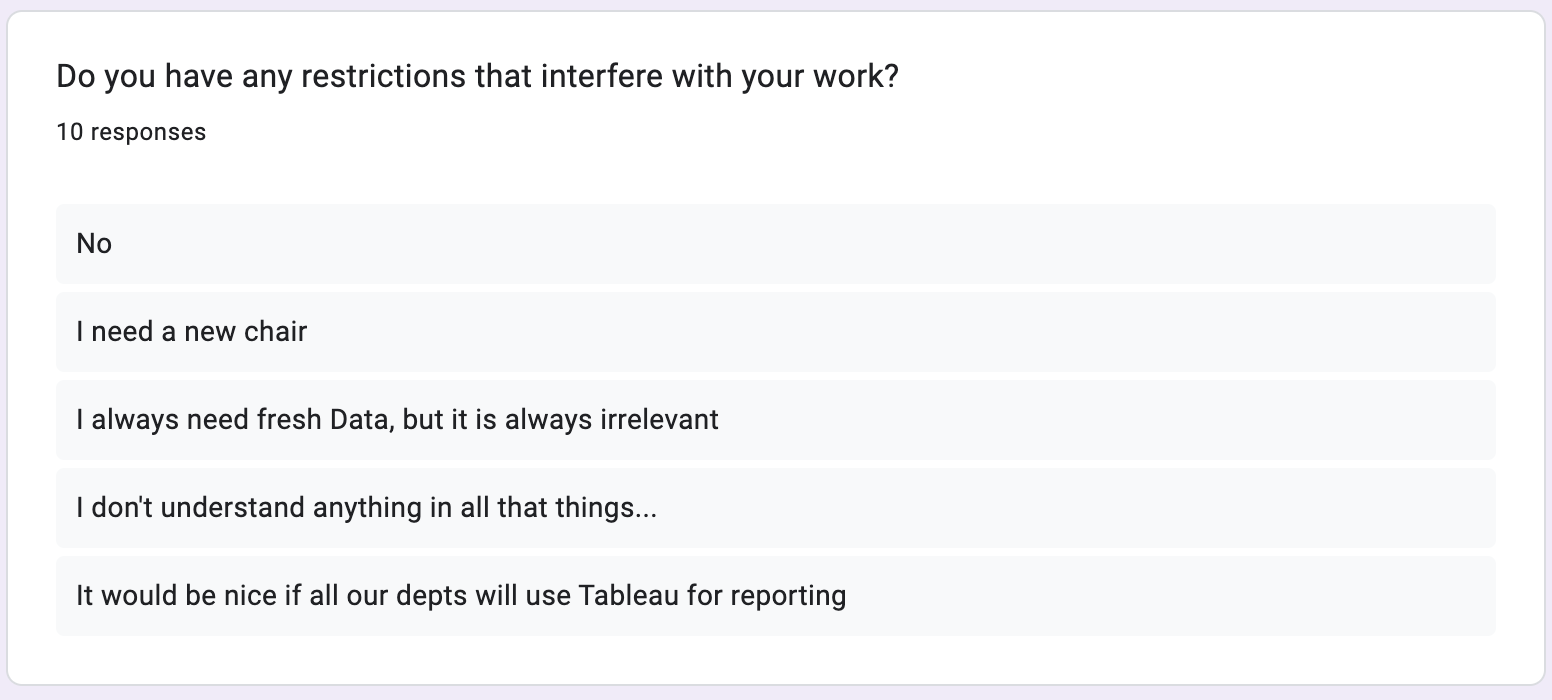 Do you have any restrictions that interfere with your work?
10 responses
No
I need a new chair
I always need fresh Data, but it is always irrelevant
I don't understand anything in all that things...
It would be nice if all our depts will use Tableau for reporting